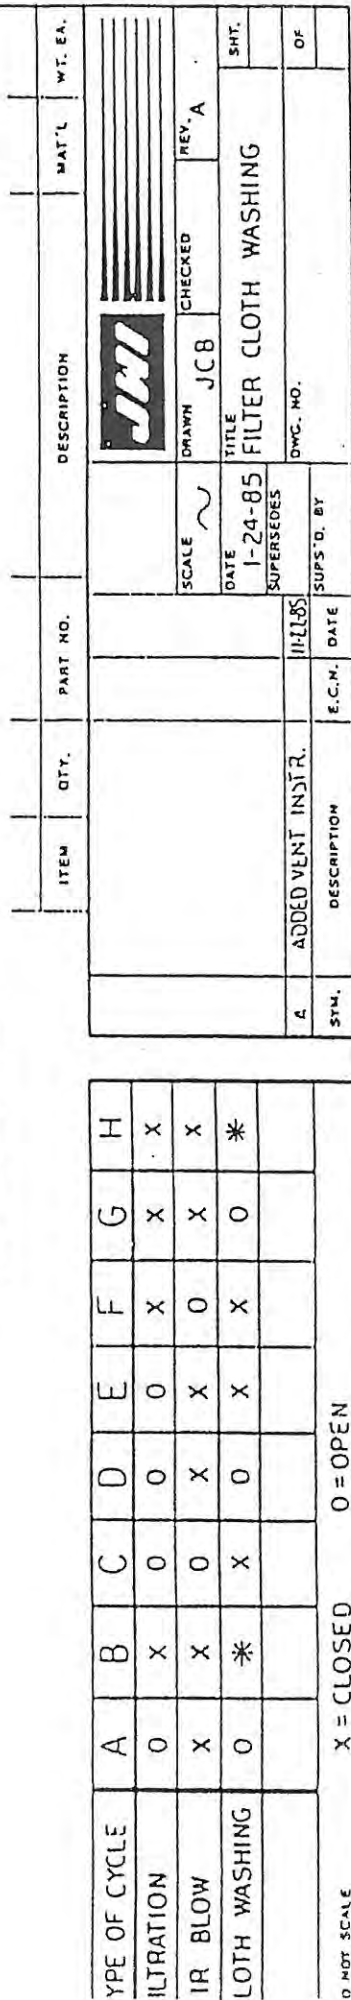 YPE OF CYCLE A B C D E F G H
ILTRATION O X O O O X X X
IR BLOW X X O X X O X X
LOTH WASHING O * X O X X O *
O NOT SCALE X = CLOSED O = OPEN
ITEM QTY. PART NO. DESCRIPTION MAT'L WT. EA.
JWI
SCALE ~ DRAWN JCB CHECKED REV. A
DATE 1-24-85 TITLE FILTER CLOTH WASHING SHT.
SUPERSEDES
SUPS'D. BY DWG. NO. OF
A ADDED VENT INSTR. 11-22-85
SYM. DESCRIPTION E.C.N. DATE